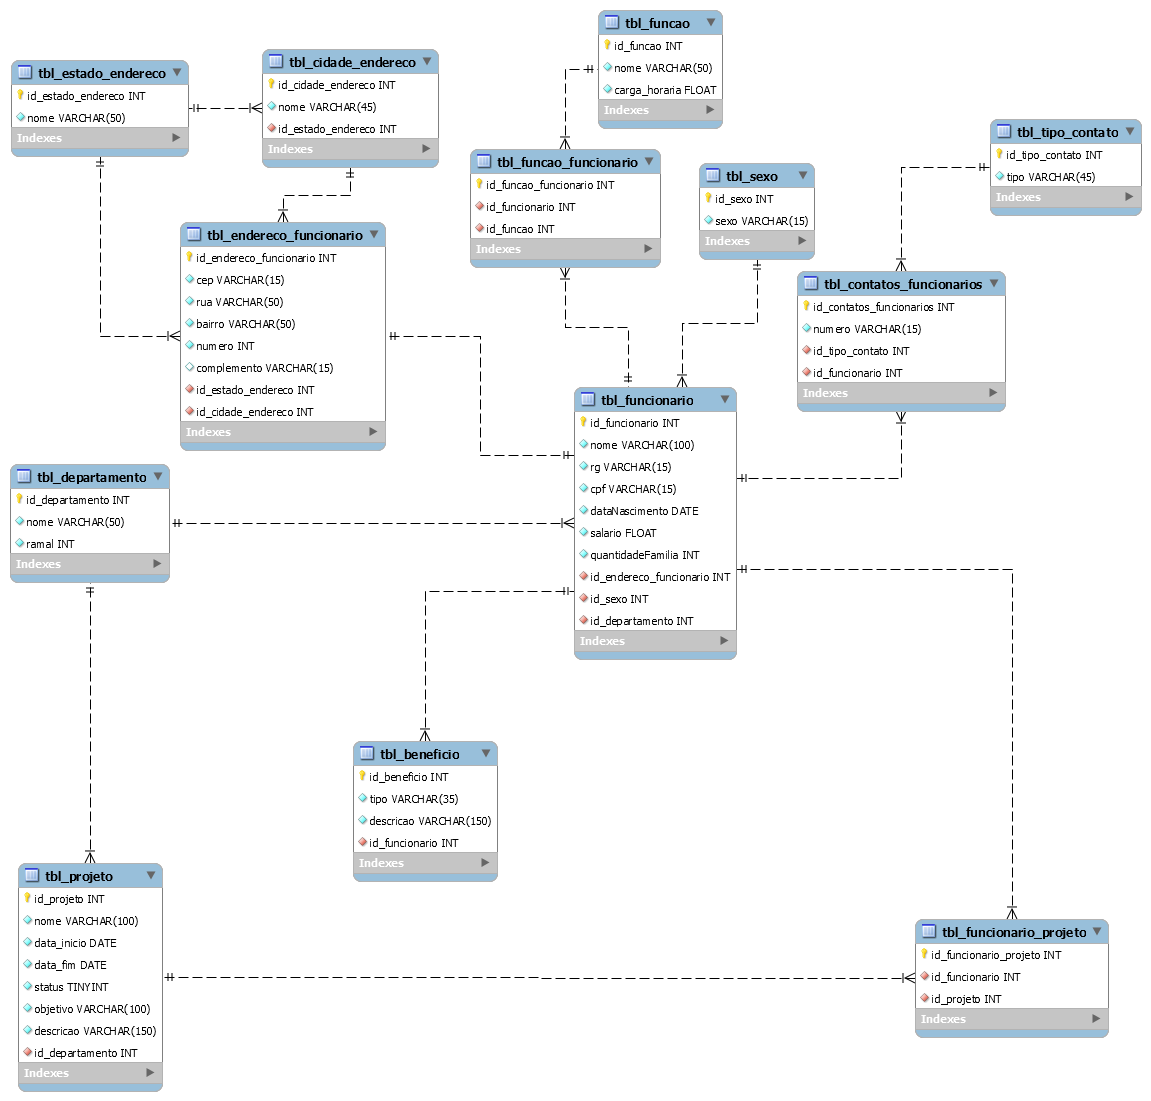 tbl_funcao
id_funcao INT
nome VARCHAR(50)
carga_horaria FLOAT
Indexes
tbl_estado_endereco
id_estado_endereco INT
nome VARCHAR(50)
Indexes
tbl_cidade_endereco
id_cidade_endereco INT
nome VARCHAR(45)
id_estado_endereco INT
Indexes
tbl_tipo_contato
id_tipo_contato INT
tipo VARCHAR(45)
Indexes
tbl_funcao_funcionario
id_funcao_funcionario INT
id_funcionario INT
id_funcao INT
Indexes
tbl_sexo
id_sexo INT
sexo VARCHAR(15)
Indexes
tbl_endereco_funcionario
id_endereco_funcionario INT
cep VARCHAR(15)
rua VARCHAR(50)
bairro VARCHAR(50)
numero INT
complemento VARCHAR(15)
id_estado_endereco INT
id_cidade_endereco INT
Indexes
tbl_contatos_funcionarios
id_contatos_funcionarios INT
numero VARCHAR(15)
id_tipo_contato INT
id_funcionario INT
Indexes
tbl_funcionario
id_funcionario INT
nome VARCHAR(100)
rg VARCHAR(15)
cpf VARCHAR(15)
dataNascimento DATE
salario FLOAT
quantidadeFamilia INT
id_endereco_funcionario INT
id_sexo INT
id_departamento INT
Indexes
tbl_departamento
id_departamento INT
nome VARCHAR(50)
ramal INT
Indexes
tbl_beneficio
id_beneficio INT
tipo VARCHAR(35)
descricao VARCHAR(150)
id_funcionario INT
Indexes
tbl_projeto
id_projeto INT
nome VARCHAR(100)
data_inicio DATE
data_fim DATE
status TINYINT
objetivo VARCHAR(100)
descricao VARCHAR(150)
id_departamento INT
Indexes
tbl_funcionario_projeto
id_funcionario_projeto INT
id_funcionario INT
id_projeto INT
Indexes